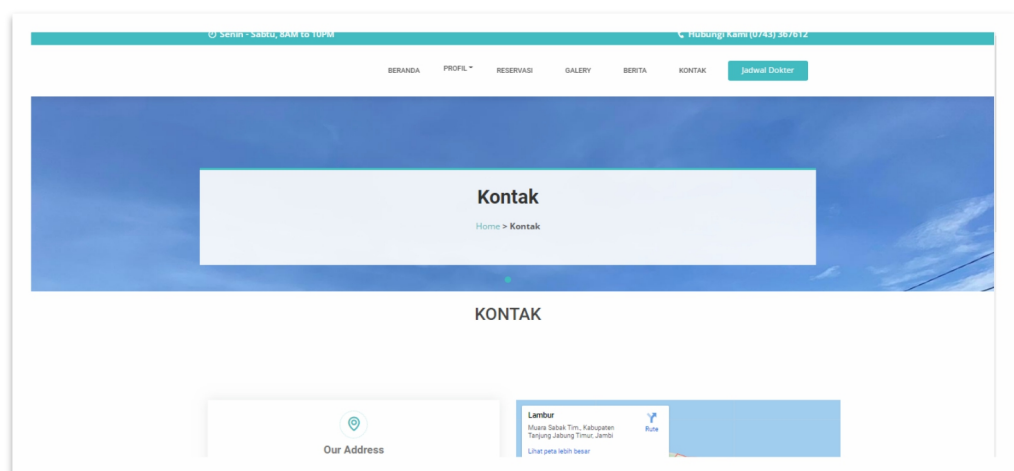 Senin - Sabtu, 8AM to 10PM
Hubungi Kami (0743) 367612
BERANDA PROFIL RESERVASI GALERY BERITA KONTAK Jadwal Dokter
Kontak
Home > Kontak
KONTAK
Our Address
Lambur
Muara Sabak Tim., Kabupaten
Tanjung Jabung Timur, Jambi
Rute
Lihat peta lebih besar